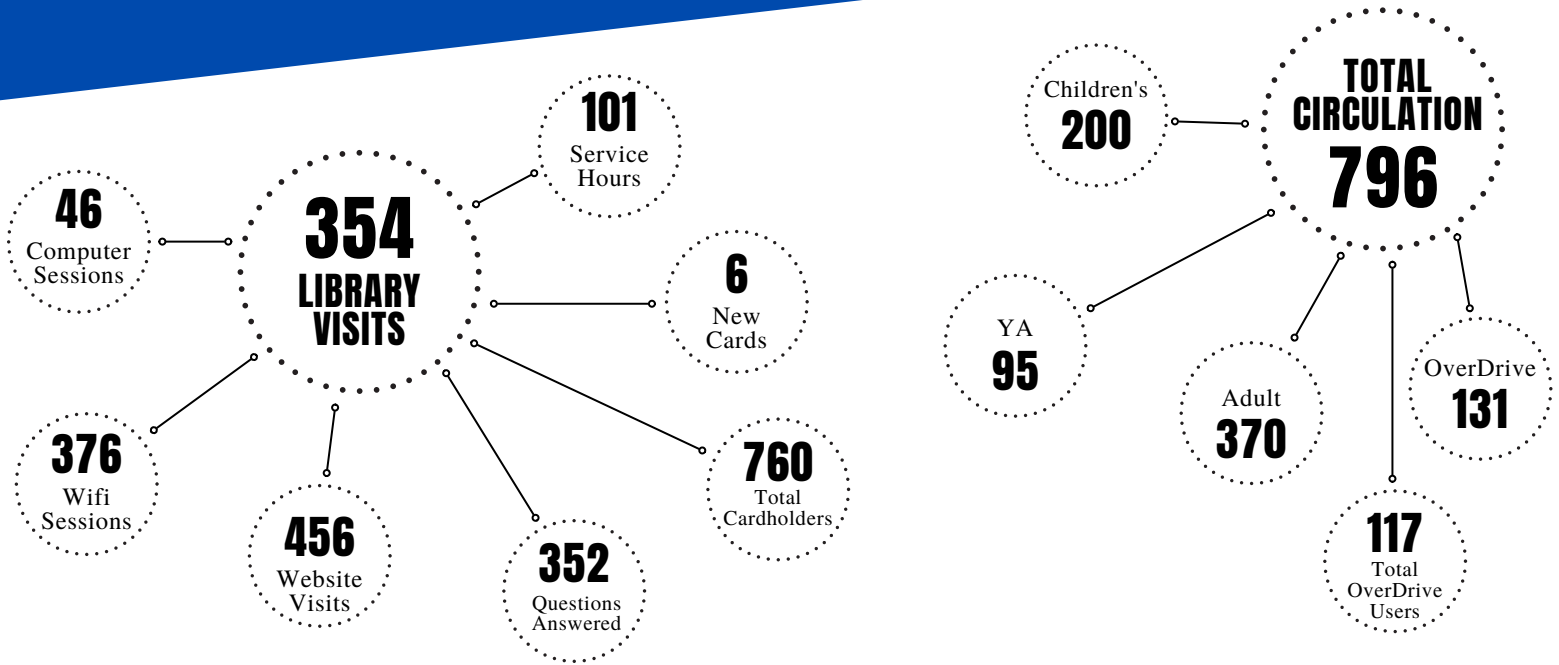 354
LIBRARY
VISITS
101
Service
Hours
46
Computer
Sessions
6
New
Cards
376
Wifi
Sessions
456
Website
Visits
352
Questions
Answered
760
Total
Cardholders
TOTAL
CIRCULATION
796
Children's
200
YA
95
Adult
370
OverDrive
131
117
Total
OverDrive
Users